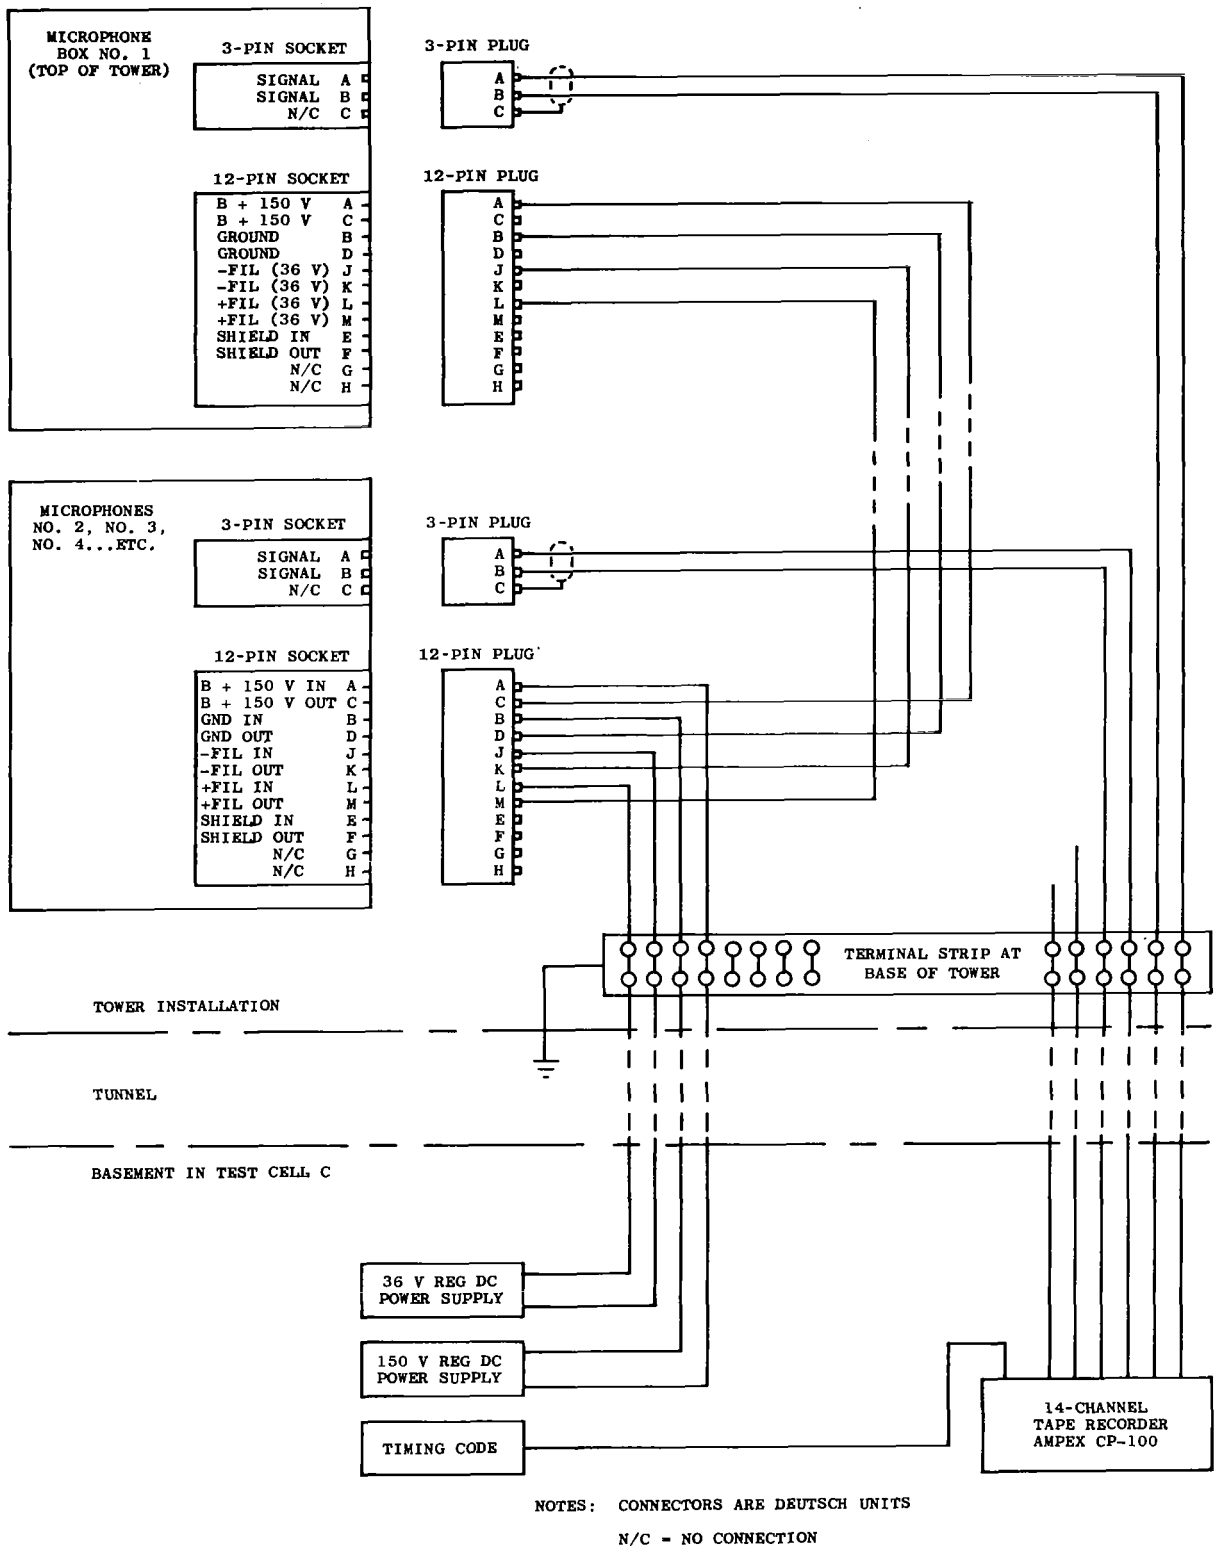 MICROPHONE
BOX NO. 1
(TOP OF TOWER)
3-PIN SOCKET
SIGNAL A
SIGNAL B
N/C C
3-PIN PLUG
A
B
C
12-PIN SOCKET
B + 150 V A
B + 150 V C
GROUND B
GROUND D
-FIL (36 V) J
-FIL (36 V) K
+FIL (36 V) L
+FIL (36 V) M
SHIELD IN E
SHIELD OUT F
N/C G
N/C H
12-PIN PLUG
A
C
B
D
J
K
L
M
E
F
G
H
MICROPHONES
NO. 2, NO. 3,
NO. 4...ETC.
3-PIN SOCKET
SIGNAL A
SIGNAL B
N/C C
3-PIN PLUG
A
B
C
12-PIN SOCKET
B + 150 V IN A
B + 150 V OUT C
GND IN B
GND OUT D
-FIL IN J
-FIL OUT K
+FIL IN L
+FIL OUT M
SHIELD IN E
SHIELD OUT F
N/C G
N/C H
12-PIN PLUG
A
C
B
D
J
K
L
M
E
F
G
H
TERMINAL STRIP AT
BASE OF TOWER
TOWER INSTALLATION
TUNNEL
BASEMENT IN TEST CELL C
36 V REG DC
POWER SUPPLY
150 V REG DC
POWER SUPPLY
TIMING CODE
14-CHANNEL
TAPE RECORDER
AMPEX CP-100
NOTES: CONNECTORS ARE DEUTSCH UNITS
N/C - NO CONNECTION